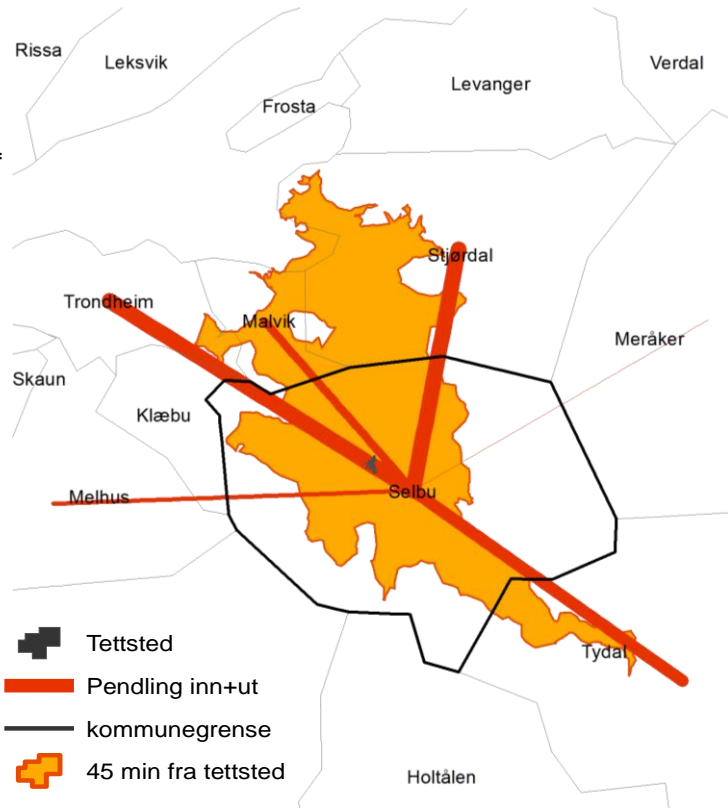 Rissa
Leksvik
Verdal
Levanger
Frosta
Stjørdal
Trondheim
Malvik
Meråker
Skaun
Klæbu
Selbu
Melhus
Tydal
Holtålen
Tettsted
Pendling inn+ut
kommunegrense
45 min fra tettsted